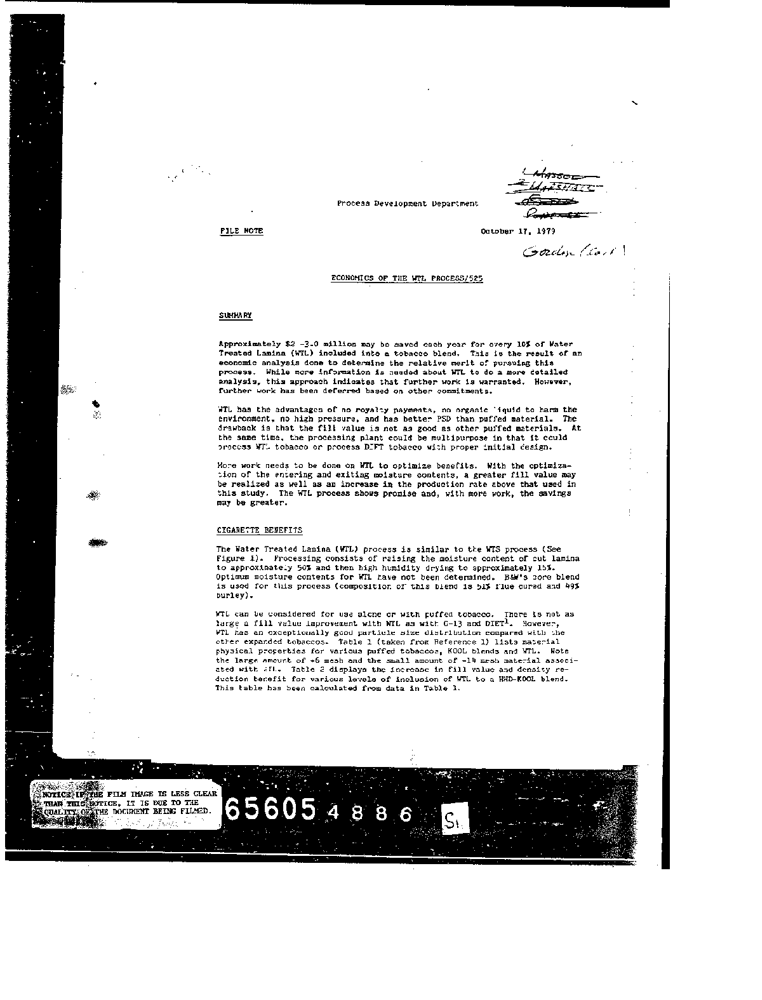 Process Development Department
FILE NOTE
October 17, 1979
ECONOMICS OF THE WTL PROCESS/525
SUMMARY
Approximately $2 -3.0 million may be saved each year for every 10% of Water
Treated Lamina (WTL) included into a tobacco blend. This is the result of an
economic analysis done to determine the relative merit of pursuing this
process. While more information is needed about WTL to do a more detailed
analysis, this approach indicates that further work is warranted. However,
further work has been deferred based on other commitments.
WTL has the advantages of no royalty payments, no organic liquid to harm the
environment, no high pressure, and has better PSD than puffed material. The
drawback is that the fill value is not as good as other puffed materials. At
the same time, the processing plant could be multipurpose in that it could
process WTL tobacco or process DIET tobacco with proper initial design.
More work needs to be done on WTL to optimize benefits. With the optimiza-
tion of the entering and exiting moisture contents, a greater fill value may
be realized as well as an increase in the production rate above that used in
this study. The WTL process shows promise and, with more work, the savings
may be greater.
CIGARETTE BENEFITS
The Water Treated Lamina (WTL) process is similar to the WTS process (See
Figure 1). Processing consists of raising the moisture content of cut lamina
to approximately 50% and then high humidity drying to approximately 15%.
Optimum moisture contents for WTL have not been determined. B&W's core blend
is used for this process (composition of this blend is 51% flue cured and 49%
burley).
WTL can be considered for use alone or with puffed tobacco. There is not as
large a fill value improvement with WTL as with G-13 and DIET1. However,
WTL has an exceptionally good particle size distribution compared with the
other expanded tobaccos. Table 1 (taken from Reference 1) lists material
physical properties for various puffed tobaccos, KOOL blends and WTL. Note
the large amount of +6 mesh and the small amount of -14 mesh material associ-
ated with WTL. Table 2 displays the increase in fill value and density re-
duction benefit for various levels of inclusion of WTL to a HWD-KOOL blend.
This table has been calculated from data in Table 1.
NOTICE: IF THE FILM IMAGE IS LESS CLEAR
THAN THIS NOTICE, IT IS DUE TO THE
QUALITY OF THE DOCUMENT BEING FILMED.
65605 4886